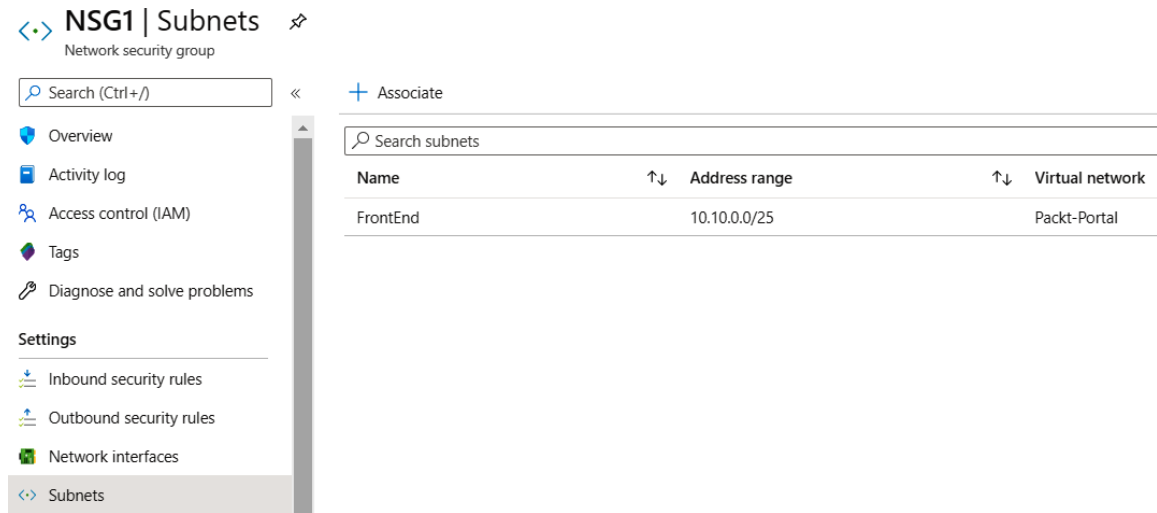 NSG1 | Subnets
Network security group
Search (Ctrl+/)
«
Overview
Activity log
Access control (IAM)
Tags
Diagnose and solve problems
Settings
Inbound security rules
Outbound security rules
Network interfaces
Subnets
+ Associate
Search subnets
Name ↑↓ Address range ↑↓ Virtual network
FrontEnd 10.10.0.0/25 Packt-Portal